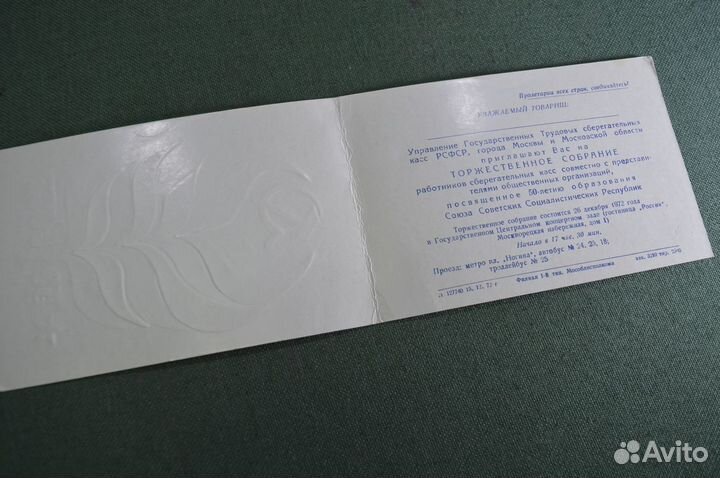 Пролетарии всех стран, соединяйтесь!
УВАЖАЕМЫЙ ТОВАРИЩ!
Управление Государственных Трудовых сберегательных
касс РСФСР, города Москвы и Московской области
приглашают Вас на
ТОРЖЕСТВЕННОЕ СОБРАНИЕ
работников сберегательных касс совместно с представи-
телями общественных организаций,
посвященное 50-летию образования
Союза Советских Социалистических Республик
Торжественное собрание состоится 26 декабря 1972 года
в Государственном Центральном концертном зале (гостиница „Россия",
Москворецкая набережная, дом 1)
Начало в 17 час. 30 мин.
Проезд: метро пл. „Ногина", автобус № 24, 25, 18;
троллейбус № 25
Филиал 1-й тип. Мособлисполкома
Avito